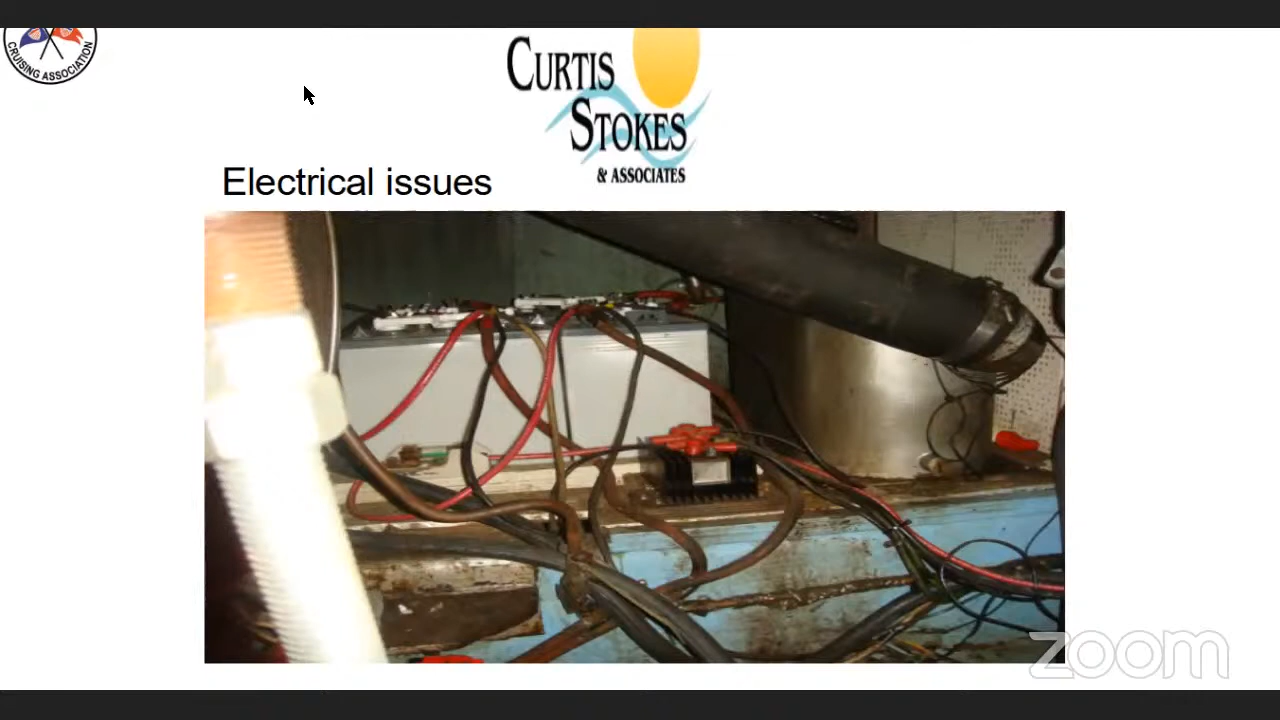 CRUISING ASSOCIATION
CURTIS
STOKES
& ASSOCIATES
Electrical issues
zoom